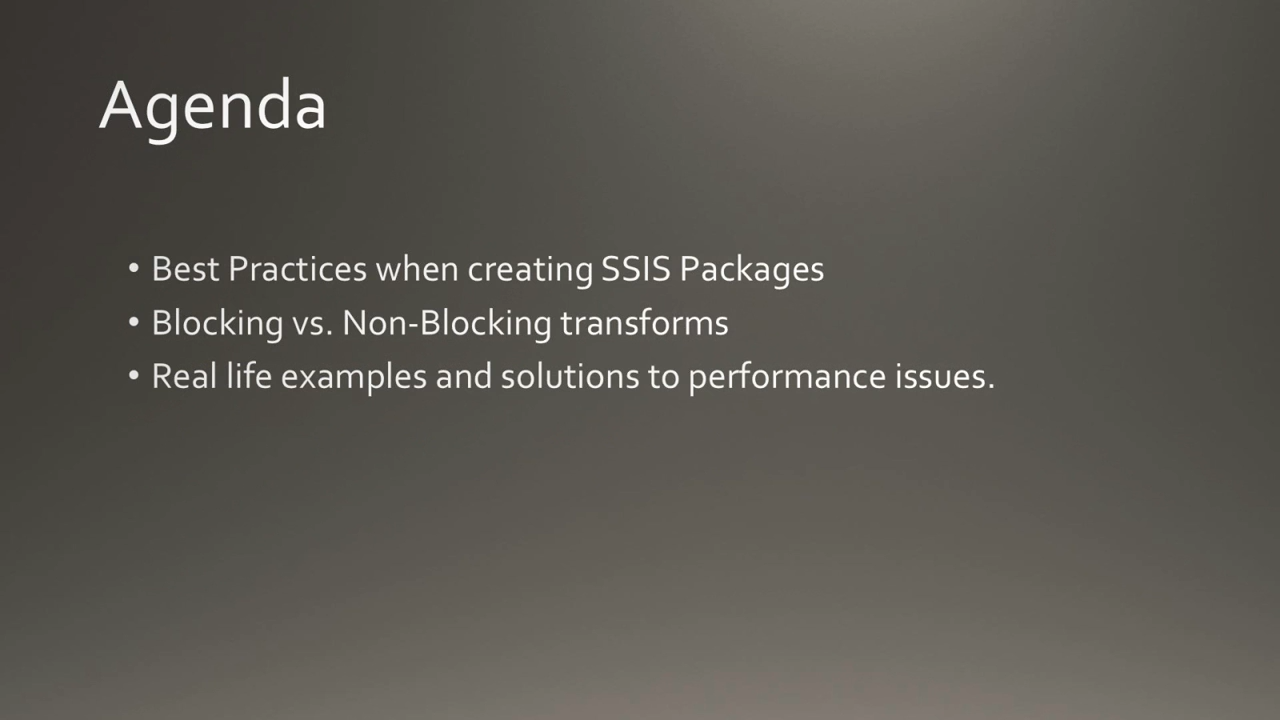 Agenda
• Best Practices when creating SSIS Packages
• Blocking vs. Non-Blocking transforms
• Real life examples and solutions to performance issues.